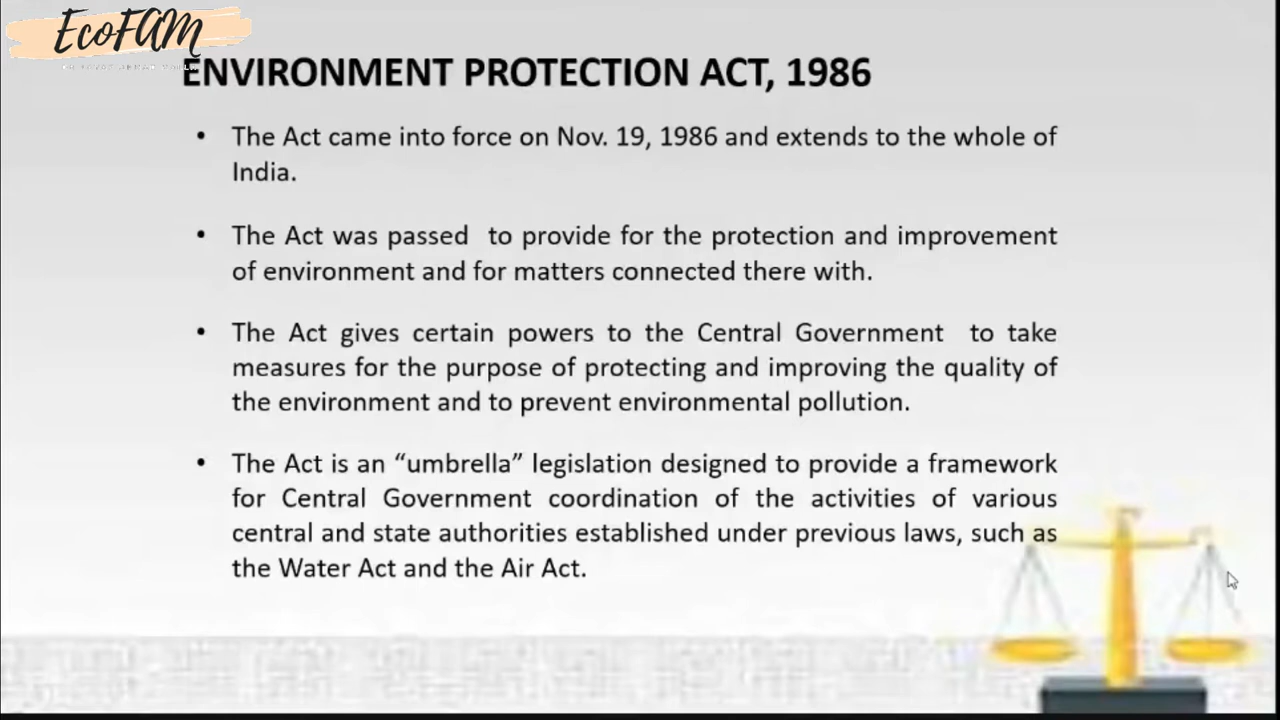 EcoFAM
ENVIRONMENT PROTECTION ACT, 1986
• The Act came into force on Nov. 19, 1986 and extends to the whole of
India.
• The Act was passed to provide for the protection and improvement
of environment and for matters connected there with.
• The Act gives certain powers to the Central Government to take
measures for the purpose of protecting and improving the quality of
the environment and to prevent environmental pollution.
• The Act is an “umbrella” legislation designed to provide a framework
for Central Government coordination of the activities of various
central and state authorities established under previous laws, such as
the Water Act and the Air Act.